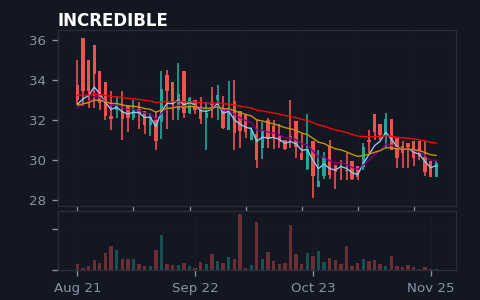 INCREDIBLE
36
34
32
30
28
Aug 21
Sep 22
Oct 23
Nov 25